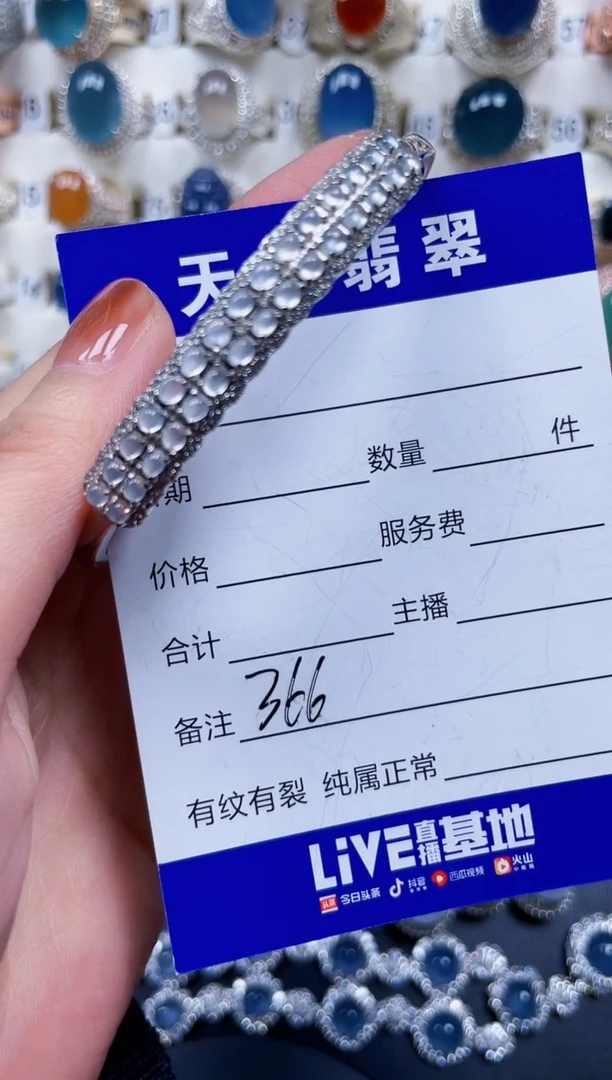 天 翡翠
期 数量 件
价格 服务费
合计 主播
备注 366
有纹有裂 纯属正常
LiVE直播基地
头条 今日头条 抖音 西瓜视频 火山